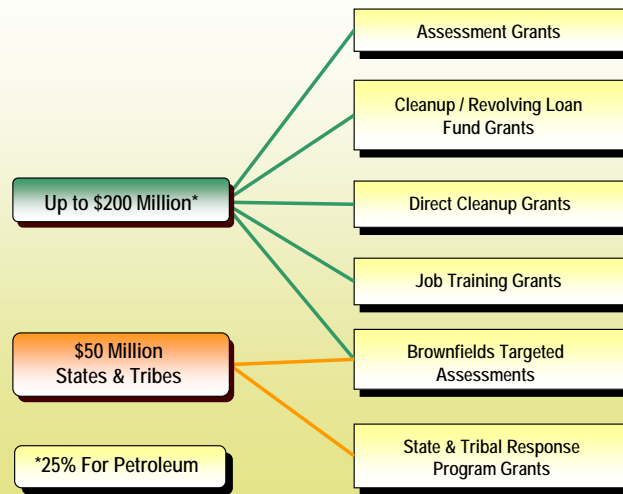 Assessment Grants
Cleanup / Revolving Loan
Fund Grants
Up to $200 Million*
Direct Cleanup Grants
Job Training Grants
$50 Million
States & Tribes
Brownfields Targeted
Assessments
*25% For Petroleum
State & Tribal Response
Program Grants